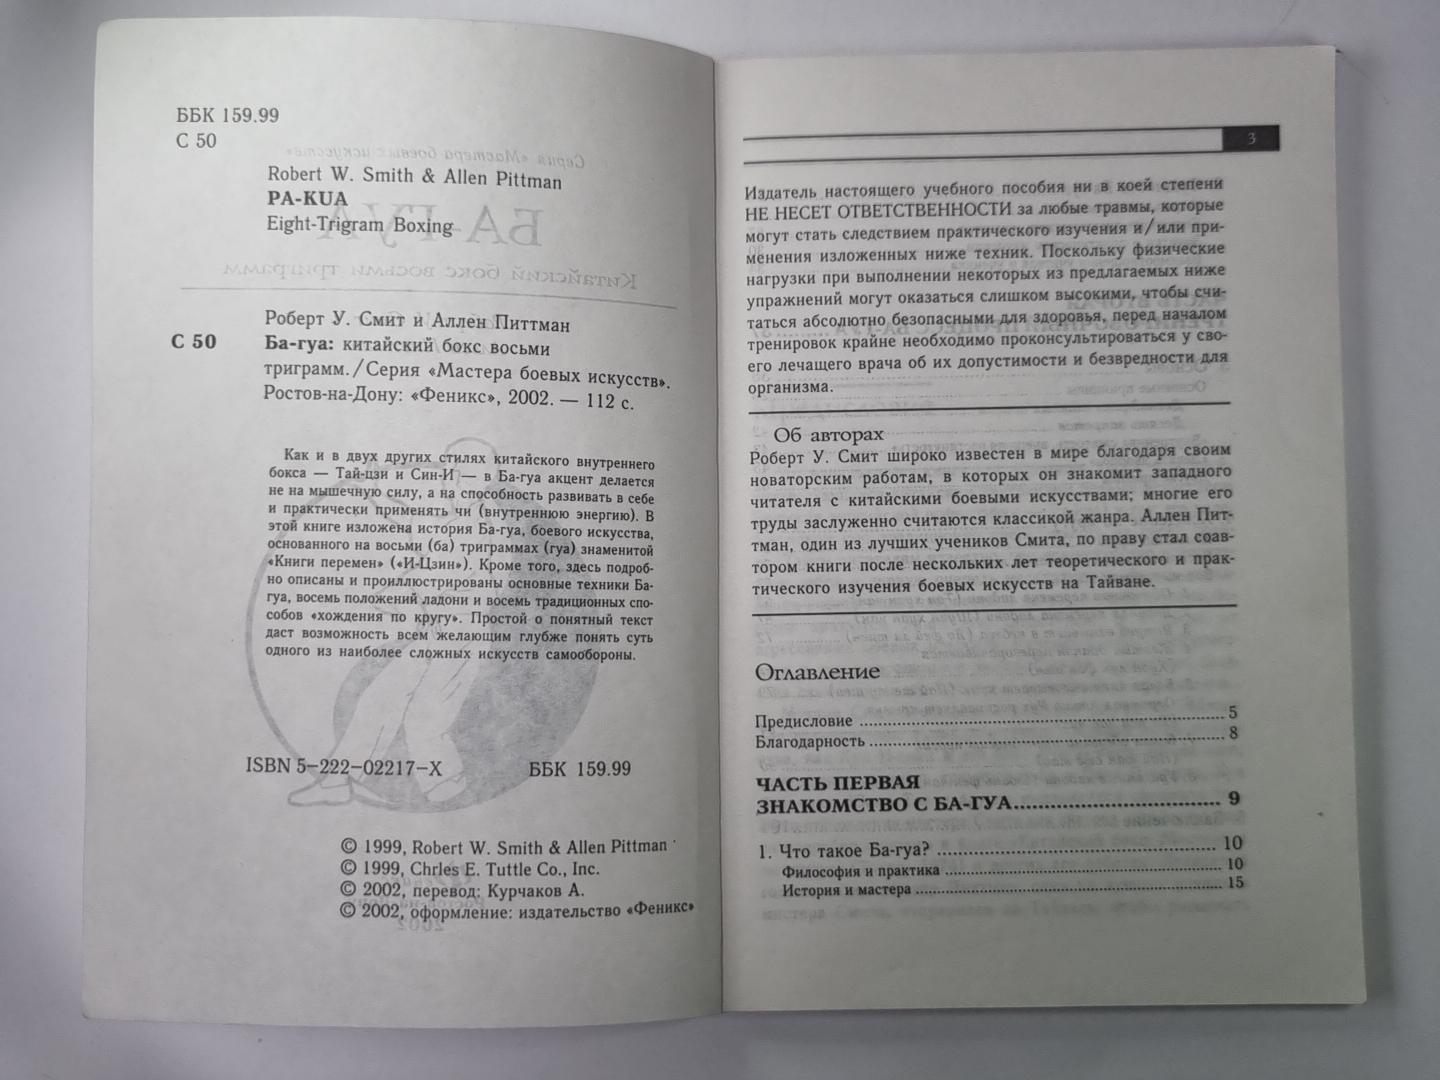 ББК 159.99
С 50
Robert W. Smith & Allen Pittman
PA-KUA
Eight-Trigram Boxing
Роберт У. Смит и Аллен Питтман
С 50
Ба-гуа: китайский бокс восьми
триграмм./Серия «Мастера боевых искусств».
Ростов-на-Дону: «Феникс», 2002. — 112 с.
Как и в двух других стилях китайского внутреннего
бокса — Тай-цзи и Син-И — в Ба-гуа акцент делается
не на мышечную силу, а на способность развивать в себе
и практически применять чи (внутреннюю энергию). В
этой книге изложена история Ба-гуа, боевого искусства,
основанного на восьми (ба) триграммах (гуа) знаменитой
«Книги перемен» («И-Цзин»). Кроме того, здесь подроб-
но описаны и проиллюстрированы основные техники Ба-
гуа, восемь положений ладони и восемь традиционных спо-
собов «хождения по кругу». Простой о понятный текст
даст возможность всем желающим глубже понять суть
одного из наиболее сложных искусств самообороны.
ISBN 5-222-02217-X ББК 159.99
© 1999, Robert W. Smith & Allen Pittman
© 1999, Chrles E. Tuttle Co., Inc.
© 2002, перевод: Курчаков А.
© 2002, оформление: издательство «Феникс»
3
Издатель настоящего учебного пособия ни в коей степени
НЕ НЕСЕТ ОТВЕТСТВЕННОСТИ за любые травмы, которые
могут стать следствием практического изучения и/или при-
менения изложенных ниже техник. Поскольку физические
нагрузки при выполнении некоторых из предлагаемых ниже
упражнений могут оказаться слишком высокими, чтобы счи-
таться абсолютно безопасными для здоровья, перед началом
тренировок крайне необходимо проконсультироваться у сво-
его лечащего врача об их допустимости и безвредности для
организма.
Об авторах
Роберт У. Смит широко известен в мире благодаря своим
новаторским работам, в которых он знакомит западного
читателя с китайскими боевыми искусствами; многие его
труды заслуженно считаются классикой жанра. Аллен Пит-
тман, один из лучших учеников Смита, по праву стал соав-
тором книги после нескольких лет теоретического и прак-
тического изучения боевых искусств на Тайване.
Оглавление
Предисловие ........ 5
Благодарность ........ 8
ЧАСТЬ ПЕРВАЯ
ЗНАКОМСТВО С БА-ГУА........ 9
1. Что такое Ба-гуа? ........ 10
Философия и практика ........ 10
История и мастера ........ 15